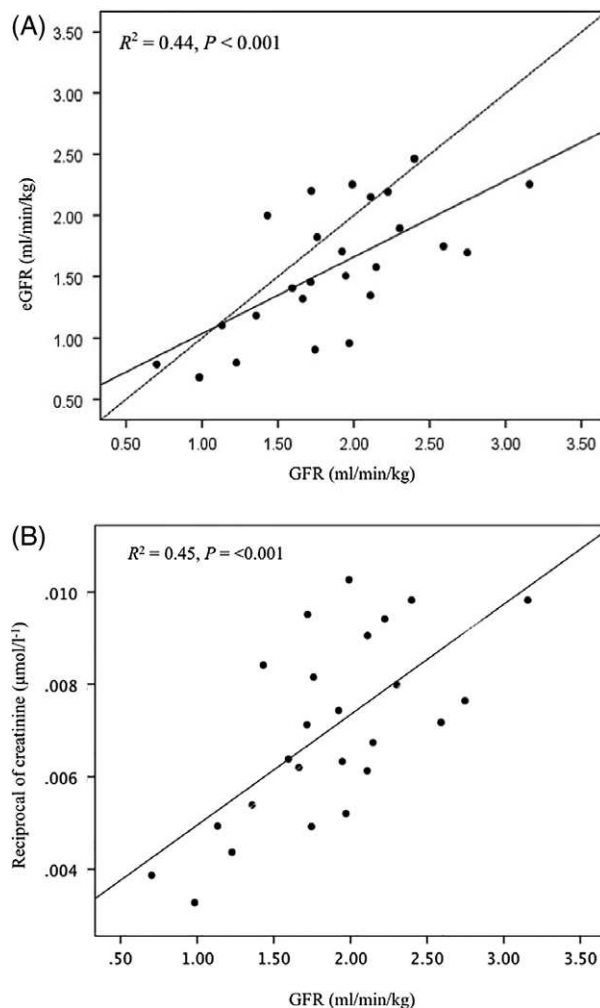 (A)
R² = 0.44, P < 0.001
3.50
3.00
2.50
2.00
1.50
1.00
0.50
eGFR (ml/min/kg)
0.50 1.00 1.50 2.00 2.50 3.00 3.50
GFR (ml/min/kg)
(B)
R² = 0.45, P = <0.001
.010
.008
.006
.004
Reciprocal of creatinine (µmol/l⁻¹)
.50 1.00 1.50 2.00 2.50 3.00 3.50
GFR (ml/min/kg)